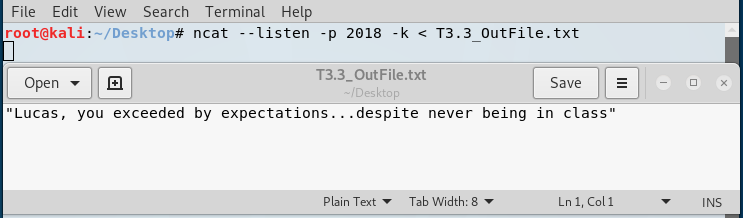 File Edit View Search Terminal Help
root@kali:~/Desktop# ncat --listen -p 2018 -k < T3.3_OutFile.txt
Open T3.3_OutFile.txt Save
~/Desktop
"Lucas, you exceeded by expectations...despite never being in class"
Plain Text Tab Width: 8 Ln 1, Col 1 INS